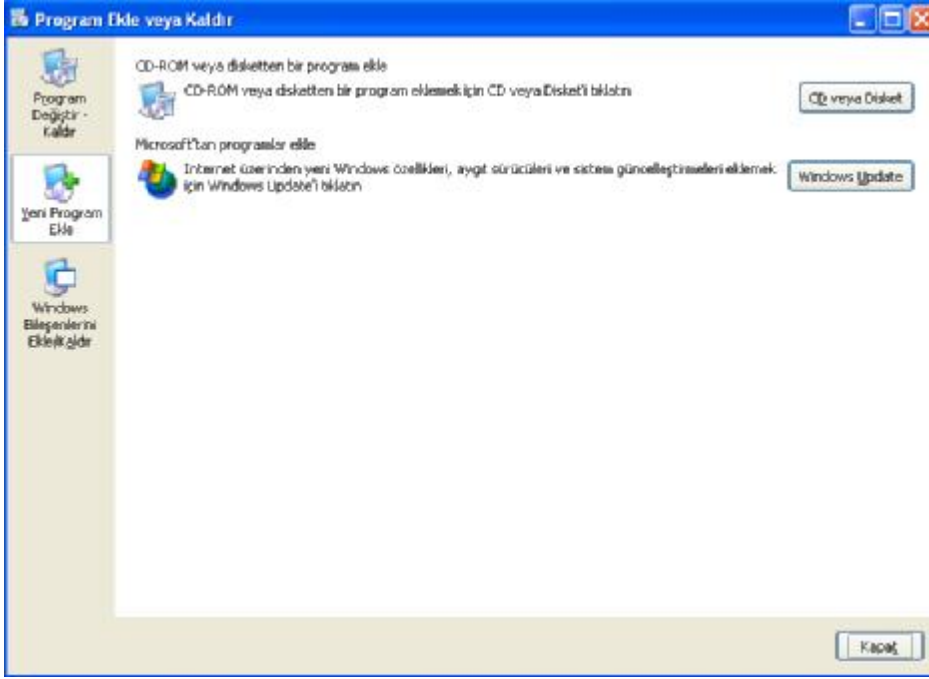 Program Ekle veya Kaldır
Program
Değiştir -
Kaldır
Yeni Program
Ekle
Windows
Bileşenlerini
Ekle/Kaldır
CD-ROM veya disketten bir program ekle
CD-ROM veya disketten bir program eklemek için CD veya Disket'i tıklatın
CD veya Disket
Microsoft'tan programlar ekle
Internet üzerinden yeni Windows özellikleri, aygıt sürücüleri ve sistem güncelleştirmeleri eklemek
için Windows Update'i tıklatın
Windows Update
Kapat